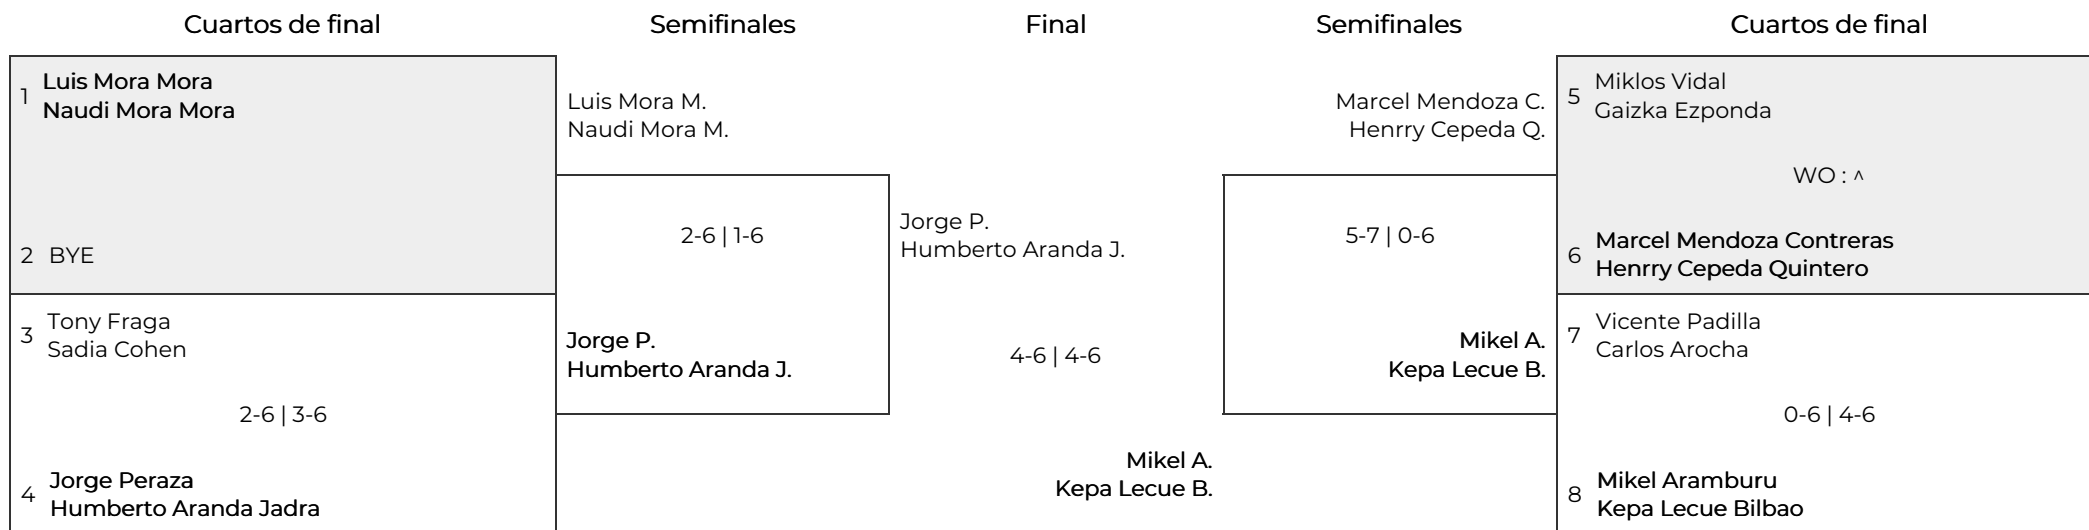 Cuartos de final
Semifinales
Final
Semifinales
Cuartos de final
1
Luis Mora Mora
Naudi Mora Mora
2 BYE
3
Tony Fraga
Sadia Cohen
2-6 | 3-6
4
Jorge Peraza
Humberto Aranda Jadra
Luis Mora M.
Naudi Mora M.
2-6 | 1-6
Jorge P.
Humberto Aranda J.
Jorge P.
Humberto Aranda J.
4-6 | 4-6
Mikel A.
Kepa Lecue B.
Marcel Mendoza C.
Henrry Cepeda Q.
5-7 | 0-6
Mikel A.
Kepa Lecue B.
5
Miklos Vidal
Gaizka Ezponda
WO : ^
6
Marcel Mendoza Contreras
Henrry Cepeda Quintero
7
Vicente Padilla
Carlos Arocha
0-6 | 4-6
8
Mikel Aramburu
Kepa Lecue Bilbao